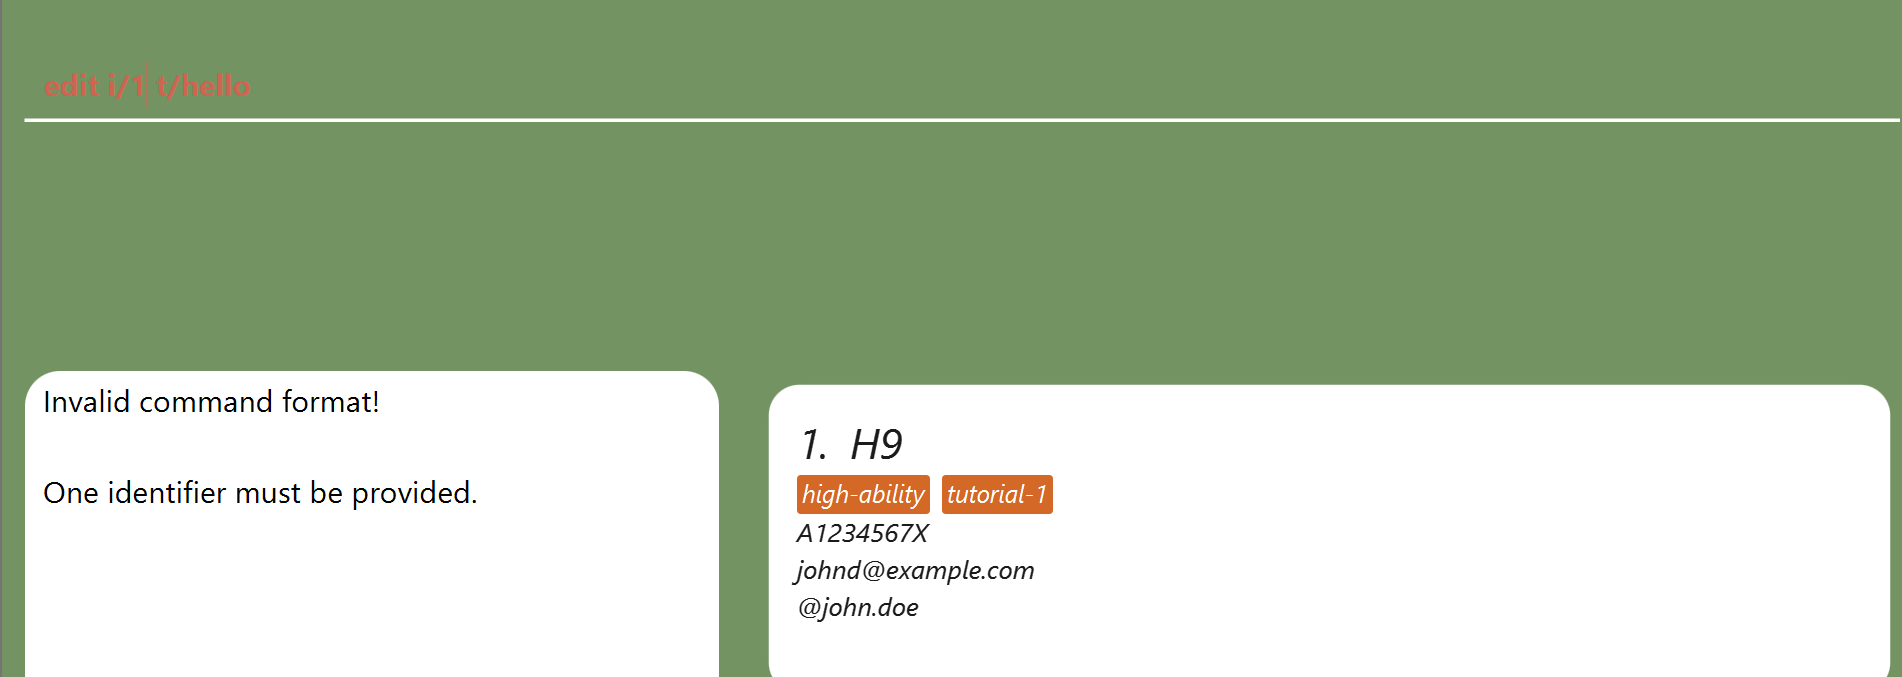 edit i/1 t/hello
Invalid command format!
One identifier must be provided.
1. H9
high-ability tutorial-1
A1234567X
johnd@example.com
@john.doe